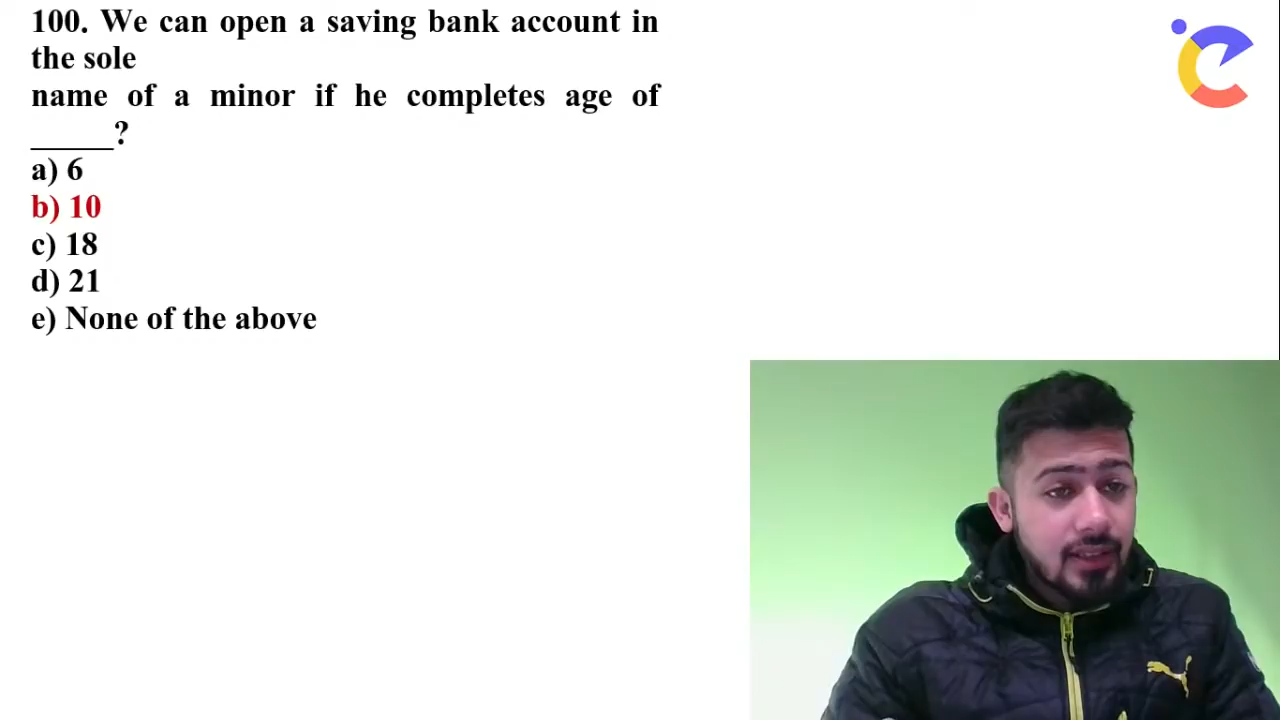 100. We can open a saving bank account in
the sole
name of a minor if he completes age of
_____?
a) 6
b) 10
c) 18
d) 21
e) None of the above